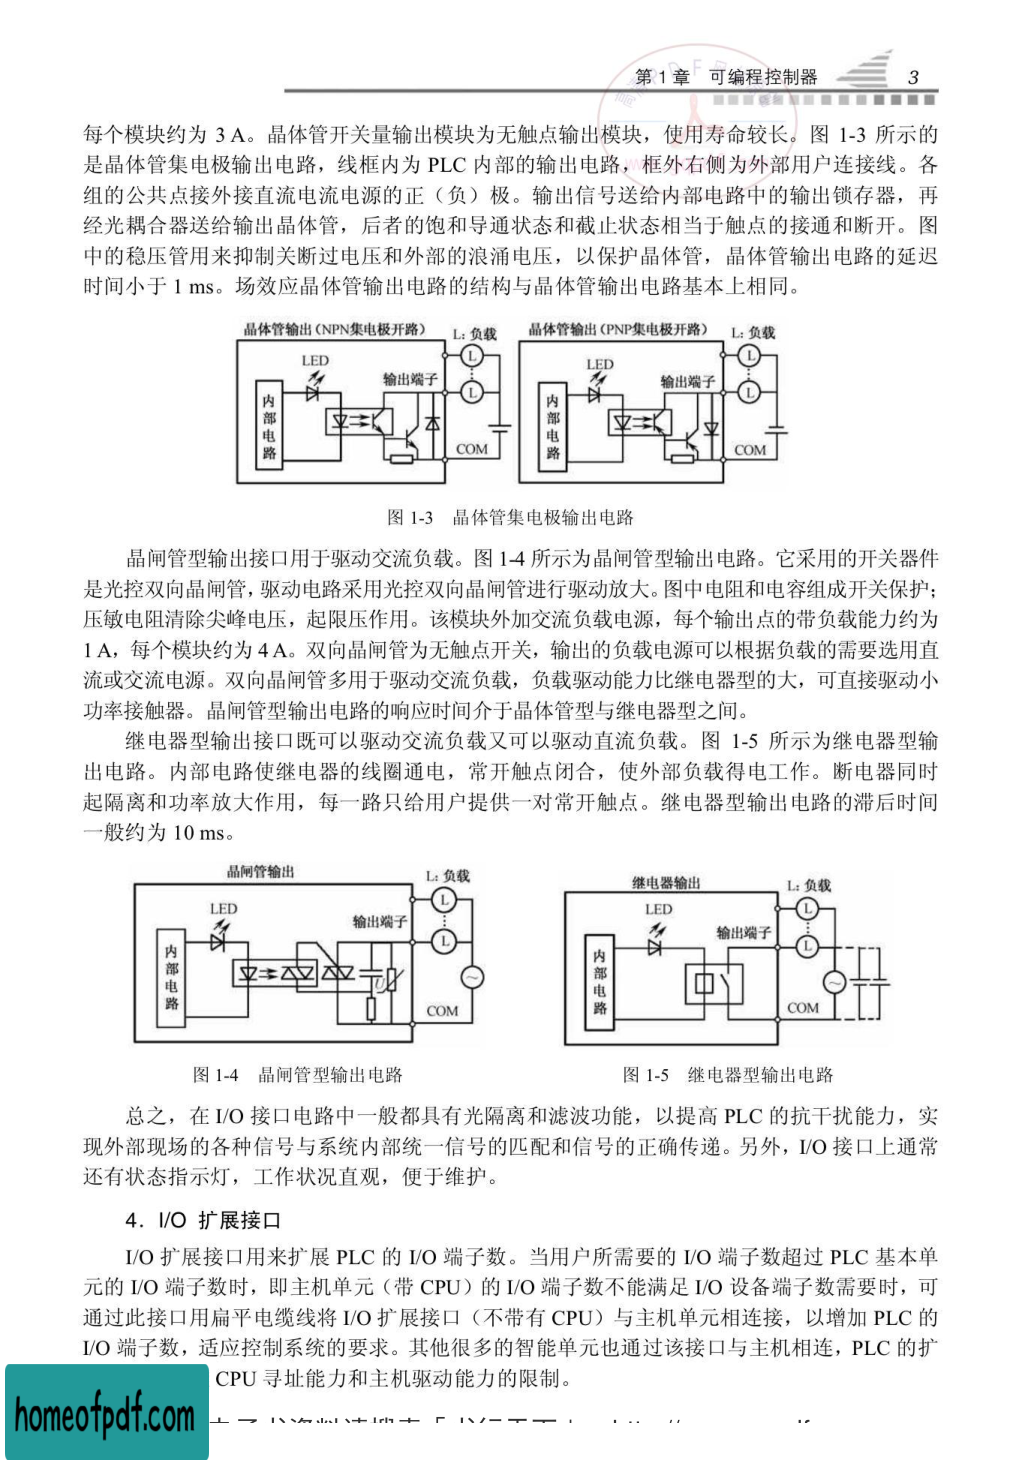 第 1 章　可编程控制器　3
每个模块约为 3 A。晶体管开关量输出模块为无触点输出模块，使用寿命较长。图 1-3 所示的
是晶体管集电极输出电路，线框内为 PLC 内部的输出电路，框外右侧为外部用户连接线。各
组的公共点接外接直流电流电源的正（负）极。输出信号送给内部电路中的输出锁存器，再
经光耦合器送给输出晶体管，后者的饱和导通状态和截止状态相当于触点的接通和断开。图
中的稳压管用来抑制关断过电压和外部的浪涌电压，以保护晶体管，晶体管输出电路的延迟
时间小于 1 ms。场效应晶体管输出电路的结构与晶体管输出电路基本上相同。
晶体管输出（NPN集电极开路）
L: 负载
LED
输出端子
L
L
内部电路
COM
晶体管输出（PNP集电极开路）
L: 负载
LED
输出端子
L
L
内部电路
COM
图 1-3　晶体管集电极输出电路
晶闸管型输出接口用于驱动交流负载。图 1-4 所示为晶闸管型输出电路。它采用的开关器件
是光控双向晶闸管，驱动电路采用光控双向晶闸管进行驱动放大。图中电阻和电容组成开关保护；
压敏电阻清除尖峰电压，起限压作用。该模块外加交流负载电源，每个输出点的带负载能力约为
1 A，每个模块约为 4 A。双向晶闸管为无触点开关，输出的负载电源可以根据负载的需要选用直
流或交流电源。双向晶闸管多用于驱动交流负载，负载驱动能力比继电器型的大，可直接驱动小
功率接触器。晶闸管型输出电路的响应时间介于晶体管型与继电器型之间。
继电器型输出接口既可以驱动交流负载又可以驱动直流负载。图 1-5 所示为继电器型输
出电路。内部电路使继电器的线圈通电，常开触点闭合，使外部负载得电工作。断电器同时
起隔离和功率放大作用，每一路只给用户提供一对常开触点。继电器型输出电路的滞后时间
一般约为 10 ms。
晶闸管输出
L: 负载
LED
输出端子
L
L
内部电路
U
COM
继电器输出
L: 负载
LED
输出端子
L
L
内部电路
COM
图 1-4　晶闸管型输出电路
图 1-5　继电器型输出电路
总之，在 I/O 接口电路中一般都具有光隔离和滤波功能，以提高 PLC 的抗干扰能力，实
现外部现场的各种信号与系统内部统一信号的匹配和信号的正确传递。另外，I/O 接口上通常
还有状态指示灯，工作状况直观，便于维护。
4．I/O 扩展接口
I/O 扩展接口用来扩展 PLC 的 I/O 端子数。当用户所需要的 I/O 端子数超过 PLC 基本单
元的 I/O 端子数时，即主机单元（带 CPU）的 I/O 端子数不能满足 I/O 设备端子数需要时，可
通过此接口用扁平电缆线将 I/O 扩展接口（不带有 CPU）与主机单元相连接，以增加 PLC 的
I/O 端子数，适应控制系统的要求。其他很多的智能单元也通过该接口与主机相连，PLC 的扩
CPU 寻址能力和主机驱动能力的限制。
homeofpdf.com